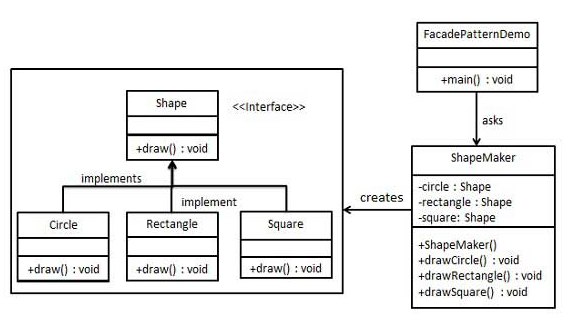 FacadePatternDemo
+main() : void
asks
Shape
<<Interface>>
+draw() : void
implements
implement
Circle
+draw() : void
Rectangle
+draw() : void
Square
+draw() : void
creates
ShapeMaker
-circle : Shape
-rectangle : Shape
-square: Shape
+ShapeMaker()
+drawCircle() : void
+drawRectangle() : void
+drawSquare() : void